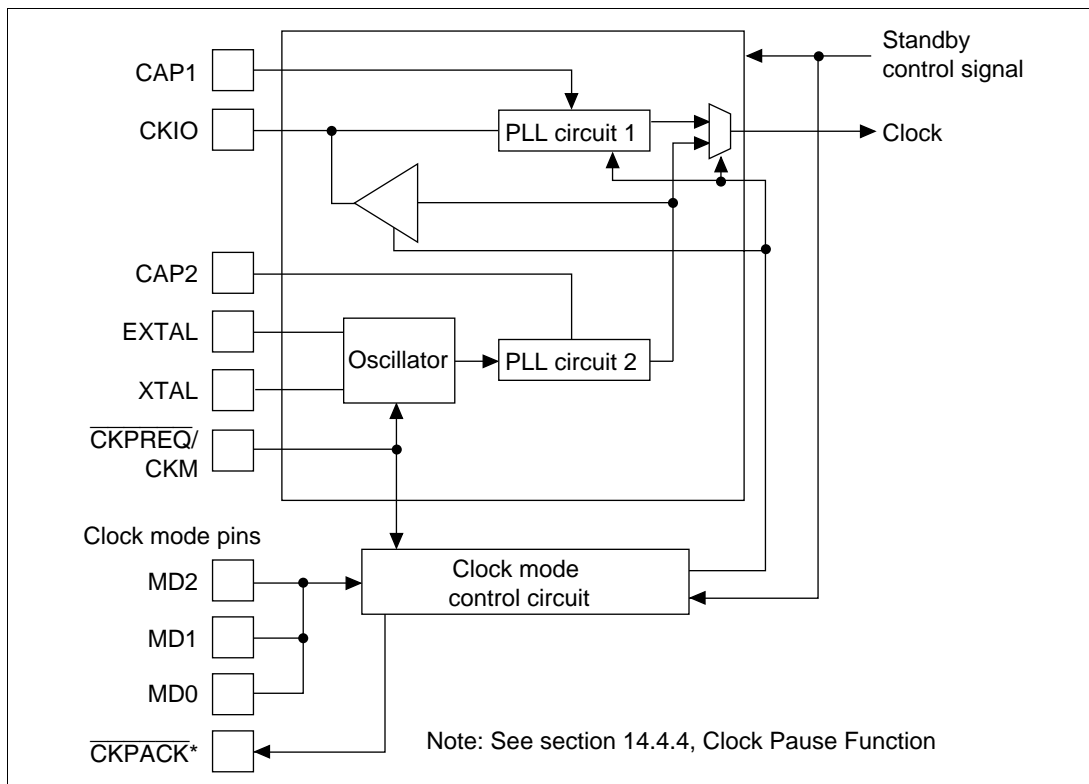 Standby
control signal
CAP1
CKIO
PLL circuit 1
Clock
CAP2
EXTAL
Oscillator
PLL circuit 2
XTAL
CKPREQ/
CKM
Clock mode pins
MD2
Clock mode
control circuit
MD1
MD0
CKPACK*
Note: See section 14.4.4, Clock Pause Function